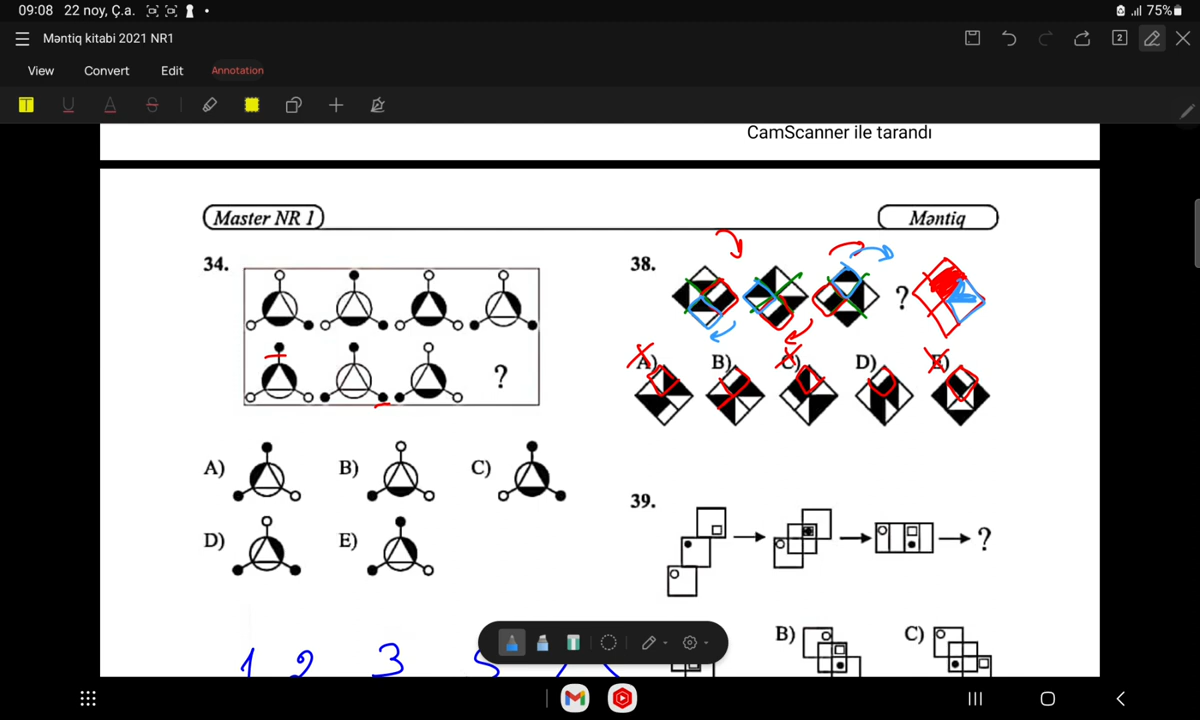 09:08 22 noy, Ç.a.
75%
Məntiq kitabi 2021 NR1
2
View Convert Edit Annotation
T U A S
CamScanner ile tarandı
Master NR 1
Məntiq
34.
?
A) B) C)
D) E)
1 2 3
38.
?
A) B) C) D) E)
39.
?
B) C)